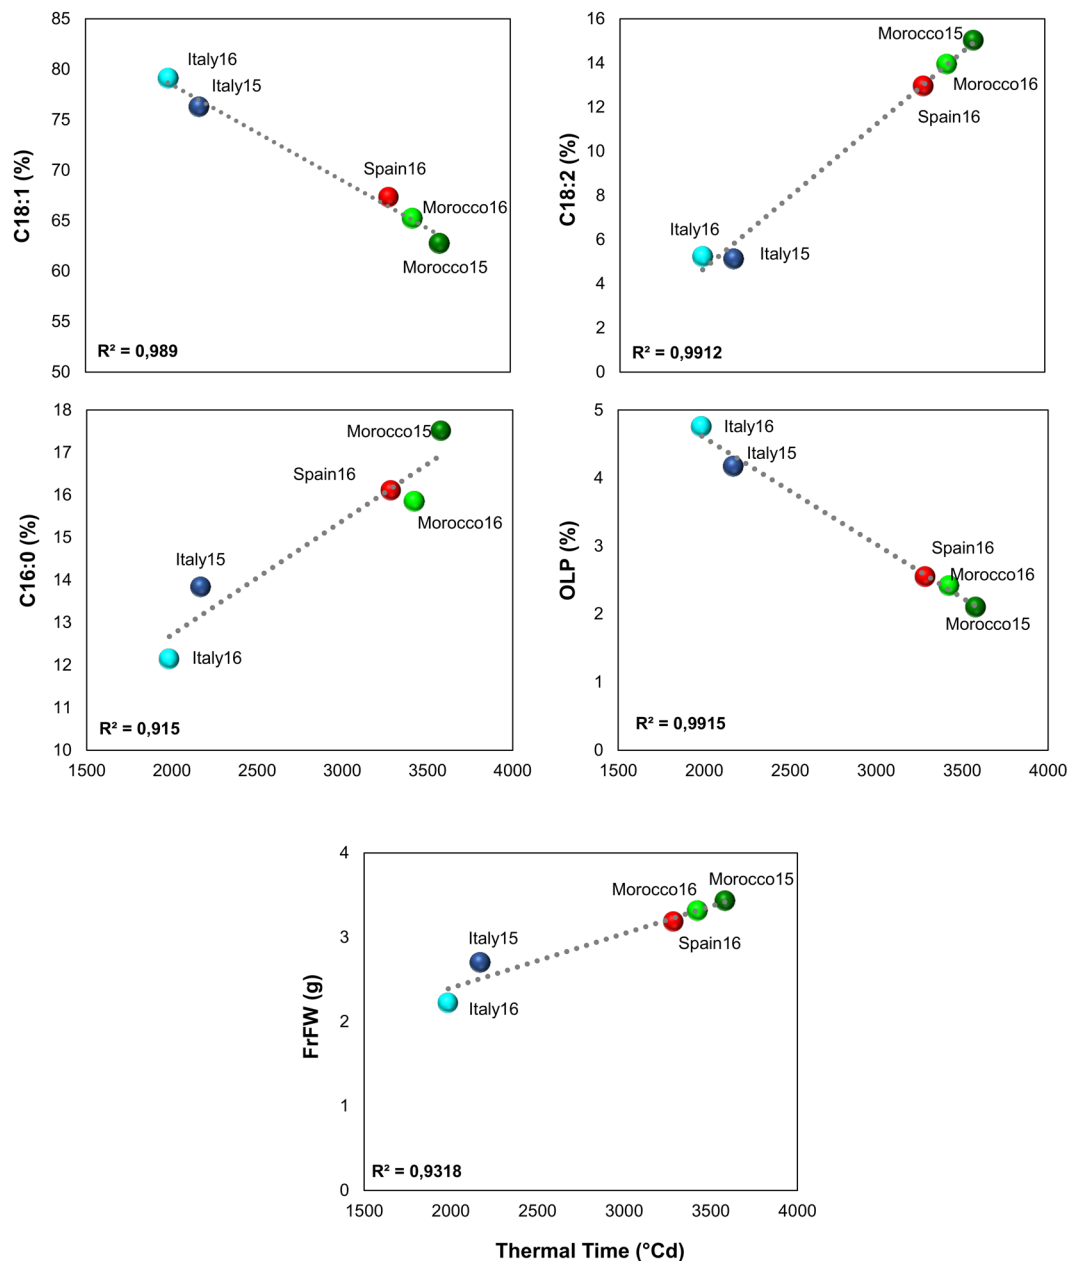 85
80
75
70
65
60
55
50
C18:1 (%)
Italy16
Italy15
Spain16
Morocco16
Morocco15
R² = 0,989
16
14
12
10
8
6
4
2
0
C18:2 (%)
Morocco15
Morocco16
Spain16
Italy16
Italy15
R² = 0,9912
18
17
16
15
14
13
12
11
10
C16:0 (%)
Morocco15
Spain16
Morocco16
Italy15
Italy16
R² = 0,915
1500 2000 2500 3000 3500 4000
5
4
3
2
1
0
OLP (%)
Italy16
Italy15
Spain16
Morocco16
Morocco15
R² = 0,9915
1500 2000 2500 3000 3500 4000
4
3
2
1
0
FrFW (g)
Morocco15
Morocco16
Spain16
Italy15
Italy16
R² = 0,9318
1500 2000 2500 3000 3500 4000
Thermal Time (°Cd)